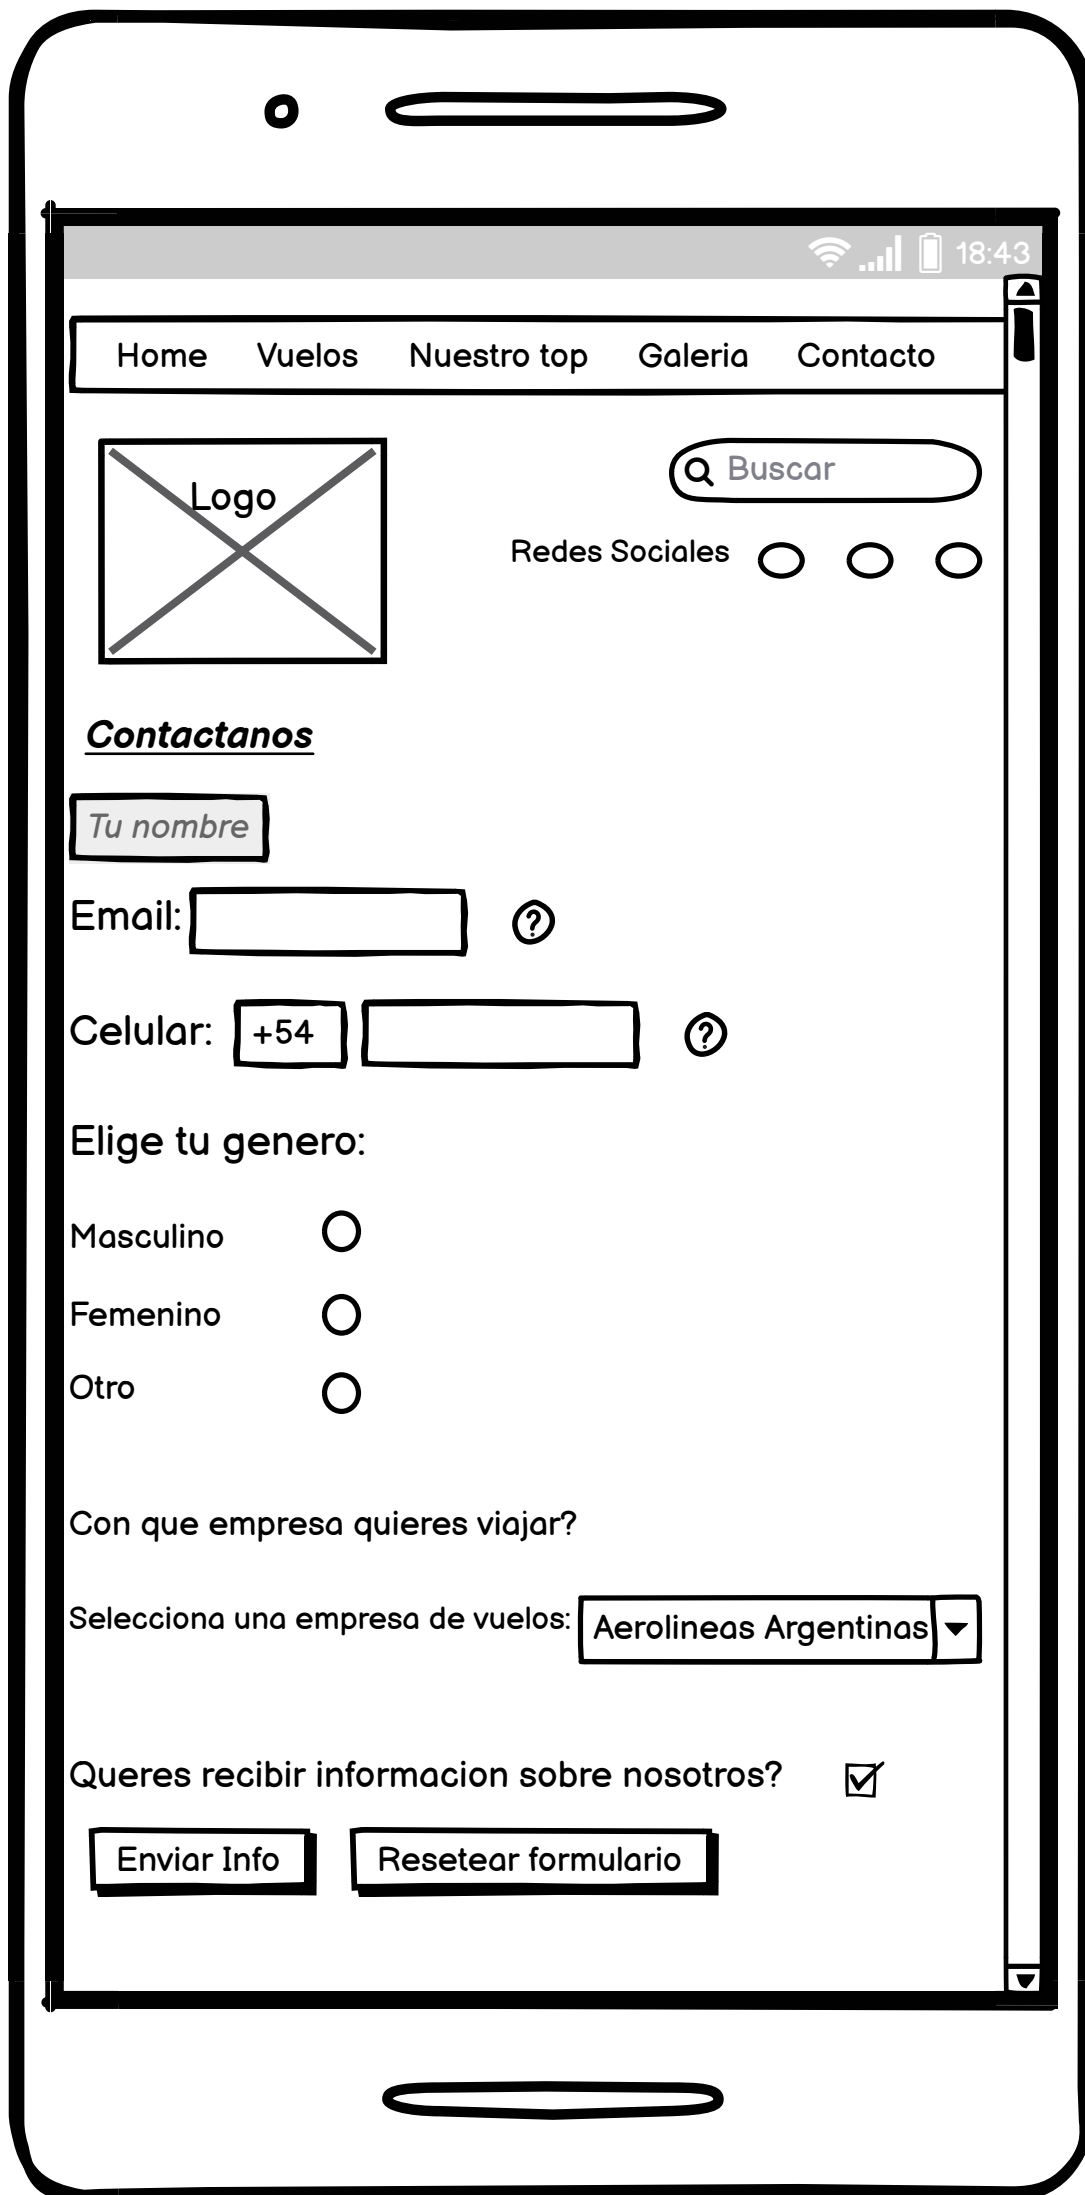 18:43
Home Vuelos Nuestro top Galeria Contacto
Logo
Buscar
Redes Sociales
Contactanos
Tu nombre
Email: ?
Celular: +54 ?
Elige tu genero:
Masculino
Femenino
Otro
Con que empresa quieres viajar?
Selecciona una empresa de vuelos: Aerolineas Argentinas
Queres recibir informacion sobre nosotros?
Enviar Info Resetear formulario